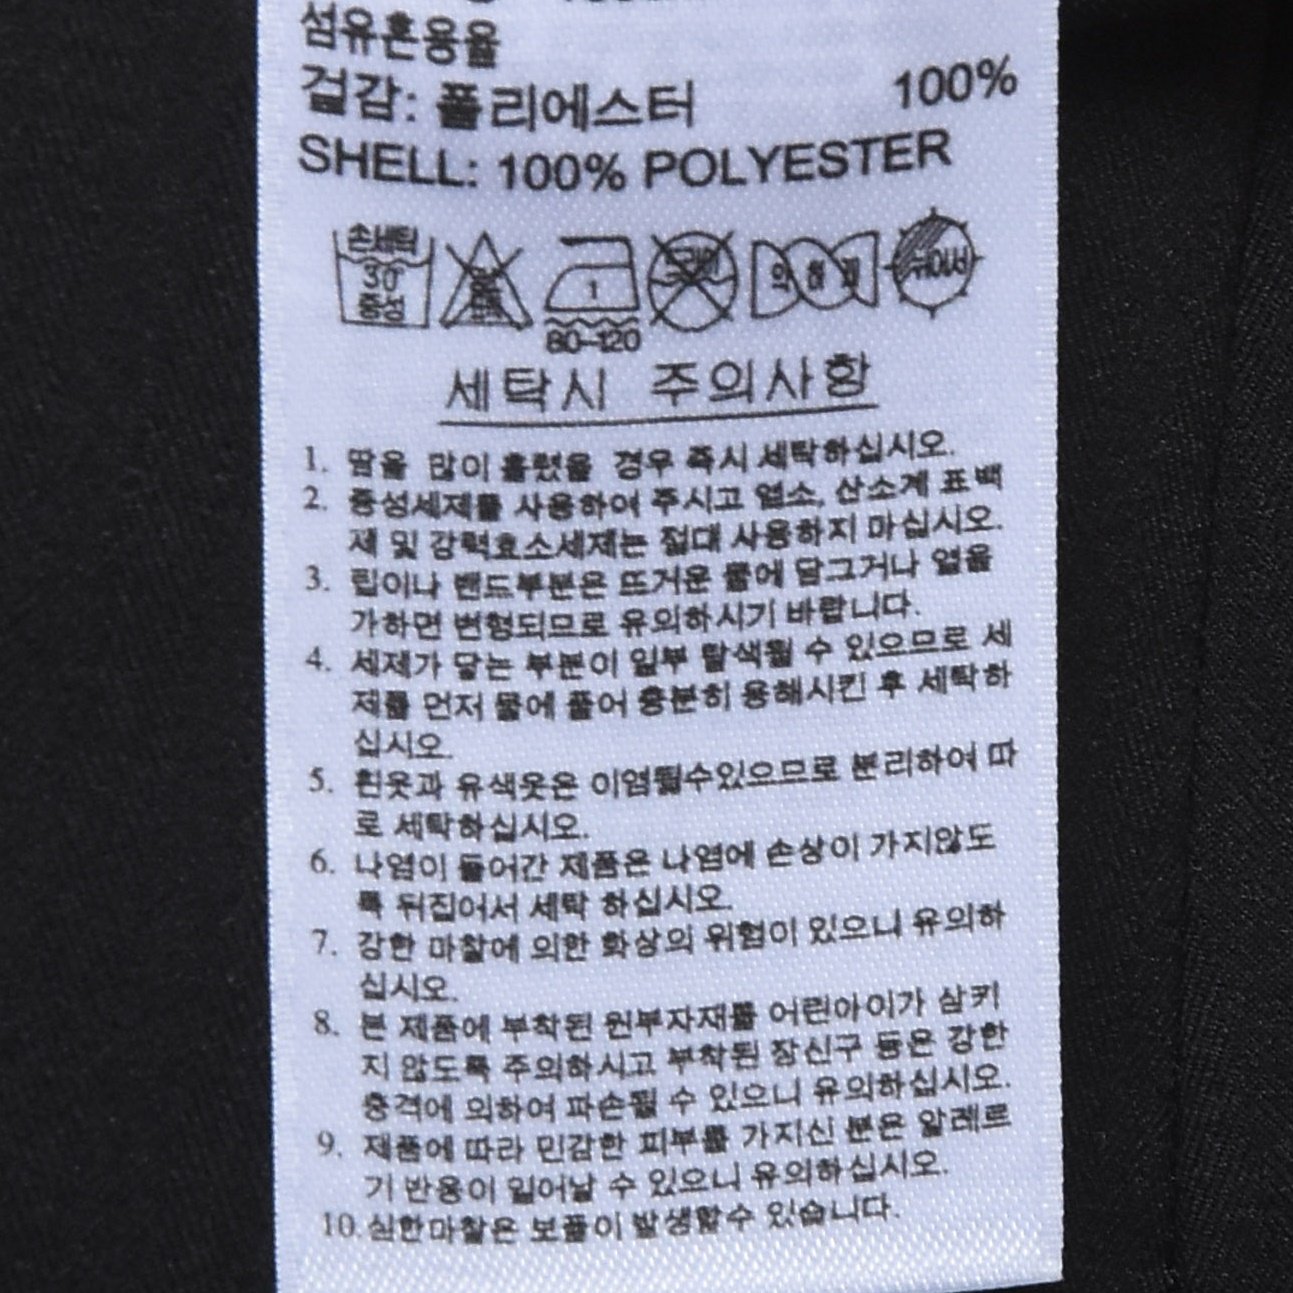 섬유혼용율
겉감: 폴리에스터 100%
SHELL: 100% POLYESTER
손세탁 30° 중성
1
80~120
약하게
뉘어서
세탁시 주의사항
1. 땀을 많이 흘렸을 경우 즉시 세탁하십시오.
2. 중성세제를 사용하여 주시고 염소, 산소계 표백
제 및 강력효소세제는 절대 사용하지 마십시오.
3. 립이나 밴드부분은 뜨거운 물에 담그거나 열을
가하면 변형되므로 유의하시기 바랍니다.
4. 세제가 닿는 부분이 일부 탈색될 수 있으므로 세
제를 먼저 물에 풀어 충분히 용해시킨 후 세탁하
십시오.
5. 흰옷과 유색옷은 이염될수있으므로 분리하여 따
로 세탁하십시오.
6. 나염이 들어간 제품은 나염에 손상이 가지않도
록 뒤집어서 세탁 하십시오.
7. 강한 마찰에 의한 화상의 위험이 있으니 유의하
십시오.
8. 본 제품에 부착된 원부자재를 어린아이가 삼키
지 않도록 주의하시고 부착된 장신구 등은 강한
충격에 의하여 파손될 수 있으니 유의하십시오.
9. 제품에 따라 민감한 피부를 가지신 분은 알레르
기 반응이 일어날 수 있으니 유의하십시오.
10. 심한마찰은 보풀이 발생할수 있습니다.